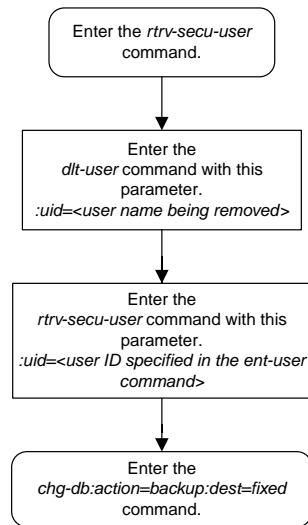 Enter the rtrv-secu-user
command.
Enter the
dlt-user command with this
parameter.
:uid=<user name being removed>
Enter the
rtrv-secu-user command with this
parameter.
:uid=<user ID specified in the ent-user
command>
Enter the
chg-db:action=backup:dest=fixed
command.